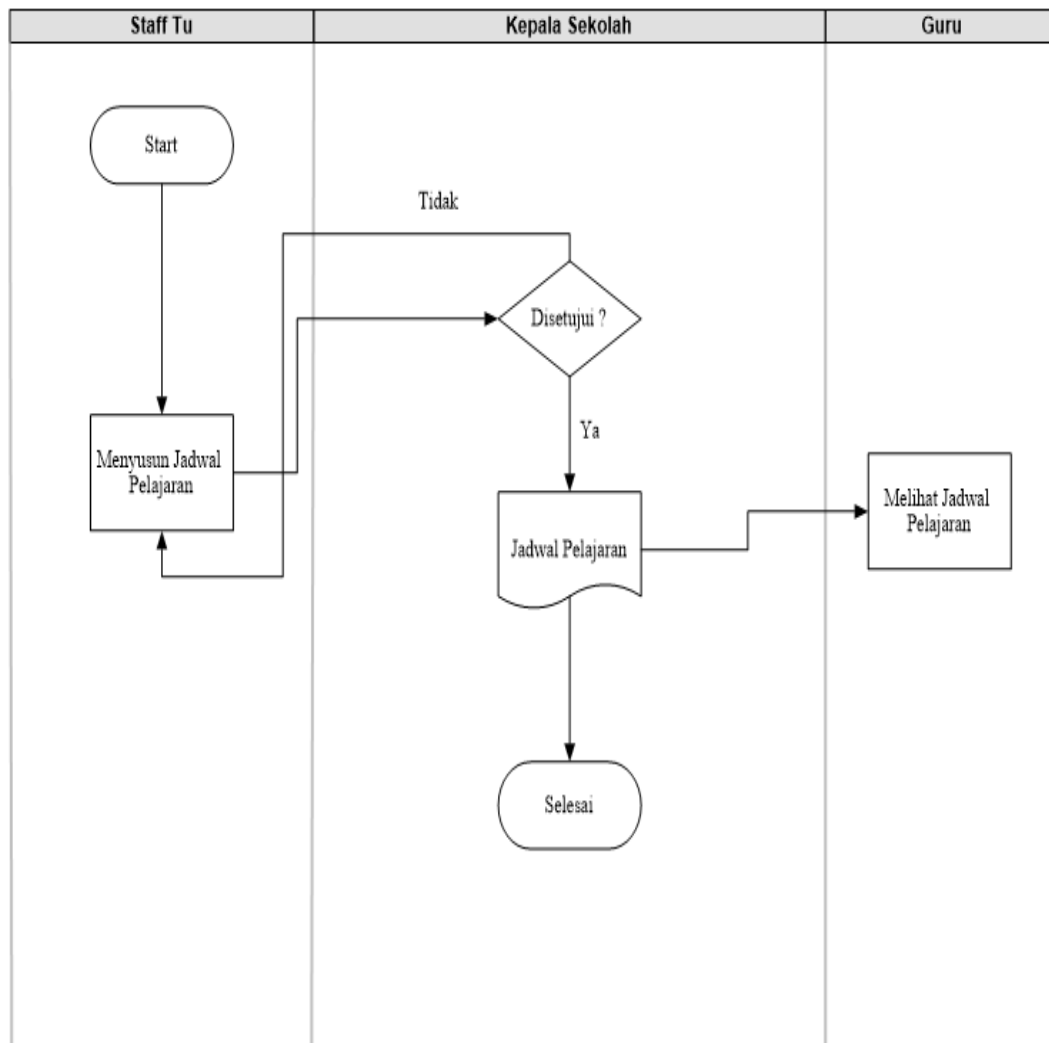 Staff Tu
Kepala Sekolah
Guru
Start
Tidak
Disetujui ?
Menyusun Jadwal
Pelajaran
Ya
Jadwal Pelajaran
Melihat Jadwal
Pelajaran
Selesai